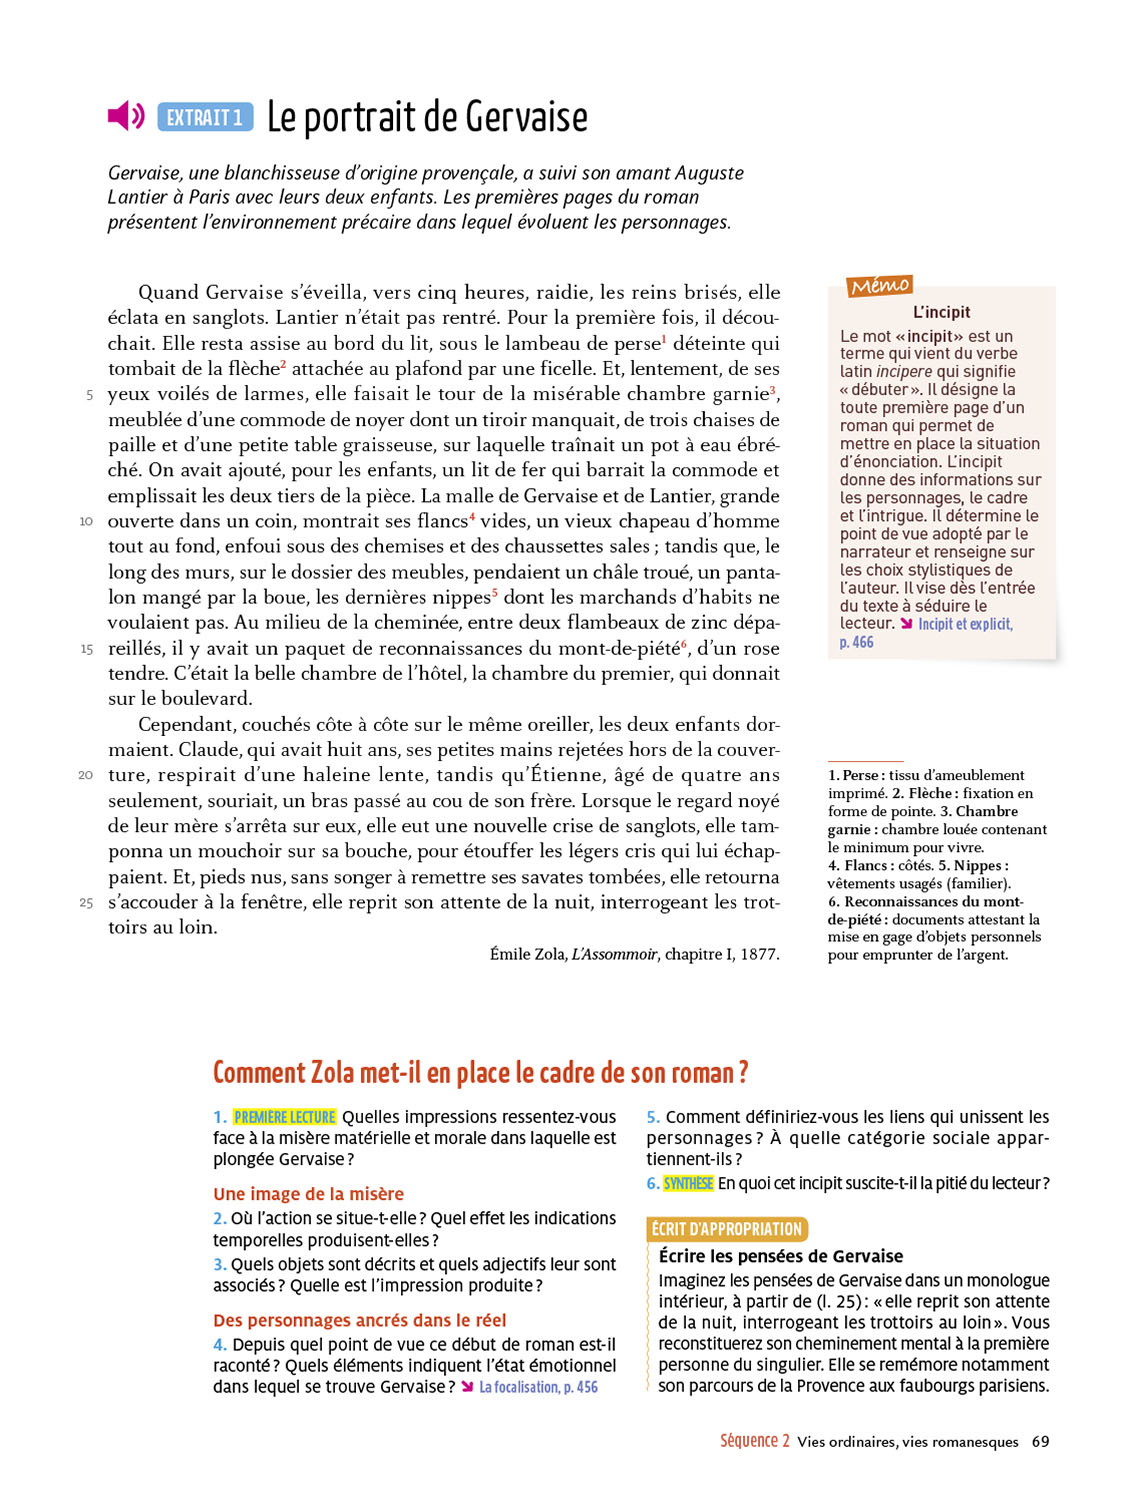 EXTRAIT 1 Le portrait de Gervaise
Gervaise, une blanchisseuse d’origine provençale, a suivi son amant Auguste
Lantier à Paris avec leurs deux enfants. Les premières pages du roman
présentent l’environnement précaire dans lequel évoluent les personnages.
Quand Gervaise s’éveilla, vers cinq heures, raidie, les reins brisés, elle
éclata en sanglots. Lantier n’était pas rentré. Pour la première fois, il décou-
chait. Elle resta assise au bord du lit, sous le lambeau de perse1 déteinte qui
tombait de la flèche2 attachée au plafond par une ficelle. Et, lentement, de ses
5 yeux voilés de larmes, elle faisait le tour de la misérable chambre garnie3,
meublée d’une commode de noyer dont un tiroir manquait, de trois chaises de
paille et d’une petite table graisseuse, sur laquelle traînait un pot à eau ébré-
ché. On avait ajouté, pour les enfants, un lit de fer qui barrait la commode et
emplissait les deux tiers de la pièce. La malle de Gervaise et de Lantier, grande
10 ouverte dans un coin, montrait ses flancs4 vides, un vieux chapeau d’homme
tout au fond, enfoui sous des chemises et des chaussettes sales ; tandis que, le
long des murs, sur le dossier des meubles, pendaient un châle troué, un panta-
lon mangé par la boue, les dernières nippes5 dont les marchands d’habits ne
voulaient pas. Au milieu de la cheminée, entre deux flambeaux de zinc dépa-
15 reillés, il y avait un paquet de reconnaissances du mont-de-piété6, d’un rose
tendre. C’était la belle chambre de l’hôtel, la chambre du premier, qui donnait
sur le boulevard.
Cependant, couchés côte à côte sur le même oreiller, les deux enfants dor-
maient. Claude, qui avait huit ans, ses petites mains rejetées hors de la couver-
20 ture, respirait d’une haleine lente, tandis qu’Étienne, âgé de quatre ans
seulement, souriait, un bras passé au cou de son frère. Lorsque le regard noyé
de leur mère s’arrêta sur eux, elle eut une nouvelle crise de sanglots, elle tam-
ponna un mouchoir sur sa bouche, pour étouffer les légers cris qui lui échap-
paient. Et, pieds nus, sans songer à remettre ses savates tombées, elle retourna
25 s’accouder à la fenêtre, elle reprit son attente de la nuit, interrogeant les trot-
toirs au loin.
Émile Zola, L’Assommoir, chapitre I, 1877.
Mémo
L’incipit
Le mot « incipit » est un
terme qui vient du verbe
latin incipere qui signifie
« débuter ». Il désigne la
toute première page d’un
roman qui permet de
mettre en place la situation
d’énonciation. L’incipit
donne des informations sur
les personnages, le cadre
et l’intrigue. Il détermine le
point de vue adopté par le
narrateur et renseigne sur
les choix stylistiques de
l’auteur. Il vise dès l’entrée
du texte à séduire le
lecteur. Incipit et explicit,
p. 466
1. Perse : tissu d’ameublement
imprimé. 2. Flèche : fixation en
forme de pointe. 3. Chambre
garnie : chambre louée contenant
le minimum pour vivre.
4. Flancs : côtés. 5. Nippes :
vêtements usagés (familier).
6. Reconnaissances du mont-
de-piété : documents attestant la
mise en gage d’objets personnels
pour emprunter de l’argent.
Comment Zola met-il en place le cadre de son roman ?
1. PREMIÈRE LECTURE Quelles impressions ressentez-vous
face à la misère matérielle et morale dans laquelle est
plongée Gervaise ?
Une image de la misère
2. Où l’action se situe-t-elle ? Quel effet les indications
temporelles produisent-elles ?
3. Quels objets sont décrits et quels adjectifs leur sont
associés ? Quelle est l’impression produite ?
Des personnages ancrés dans le réel
4. Depuis quel point de vue ce début de roman est-il
raconté ? Quels éléments indiquent l’état émotionnel
dans lequel se trouve Gervaise ? La focalisation, p. 456
5. Comment définiriez-vous les liens qui unissent les
personnages ? À quelle catégorie sociale appar-
tiennent-ils ?
6. SYNTHÈSE En quoi cet incipit suscite-t-il la pitié du lecteur ?
ÉCRIT D’APPROPRIATION
Écrire les pensées de Gervaise
Imaginez les pensées de Gervaise dans un monologue
intérieur, à partir de (l. 25) : « elle reprit son attente
de la nuit, interrogeant les trottoirs au loin ». Vous
reconstituerez son cheminement mental à la première
personne du singulier. Elle se remémore notamment
son parcours de la Provence aux faubourgs parisiens.
Séquence 2 Vies ordinaires, vies romanesques 69